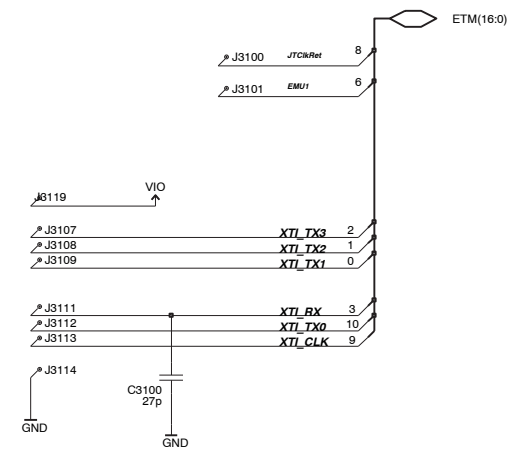 ETM(16:0)
J3100 JTClkRet 8
J3101 EMU1 6
J3119 VIO
J3107 XTI_TX3 2
J3108 XTI_TX2 1
J3109 XTI_TX1 0
J3111 XTI_RX 3
J3112 XTI_TX0 10
J3113 XTI_CLK 9
J3114
C3100
27p
GND
GND